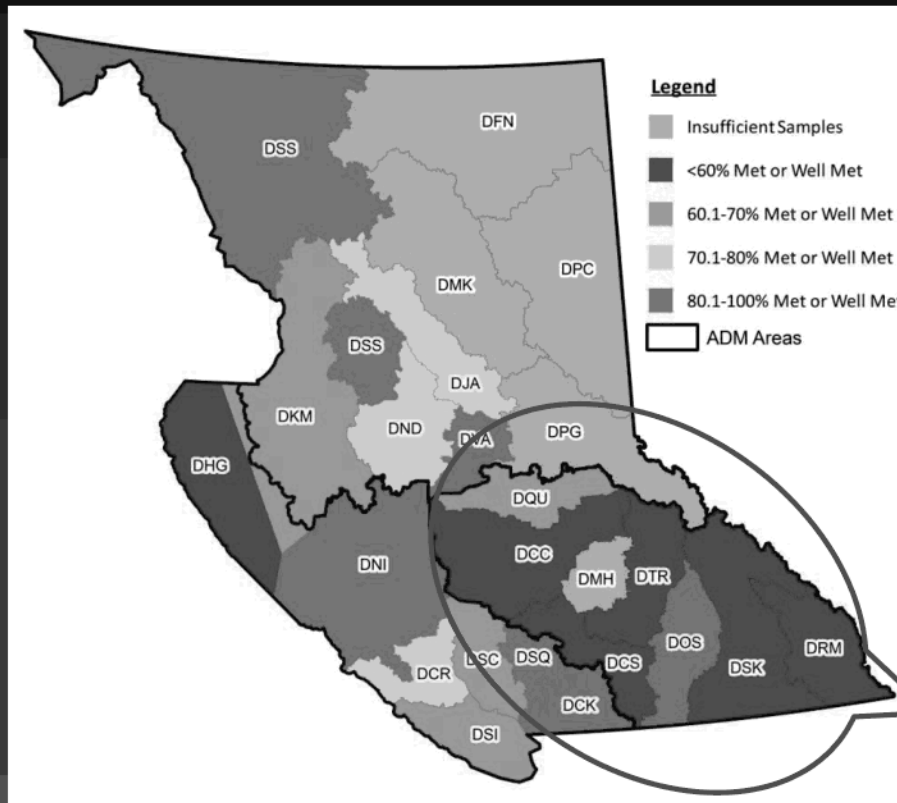 Legend
Insufficient Samples
<60% Met or Well Met
60.1-70% Met or Well Met
70.1-80% Met or Well Met
80.1-100% Met or Well Met
ADM Areas
DFN
DSS
DPC
DMK
DSS
DJA
DKM
DND
DVA
DPG
DHG
DQU
DCC
DNI
DMH
DTR
DOS
DCR
DSC
DSQ
DCS
DSK
DRM
DCK
DSI